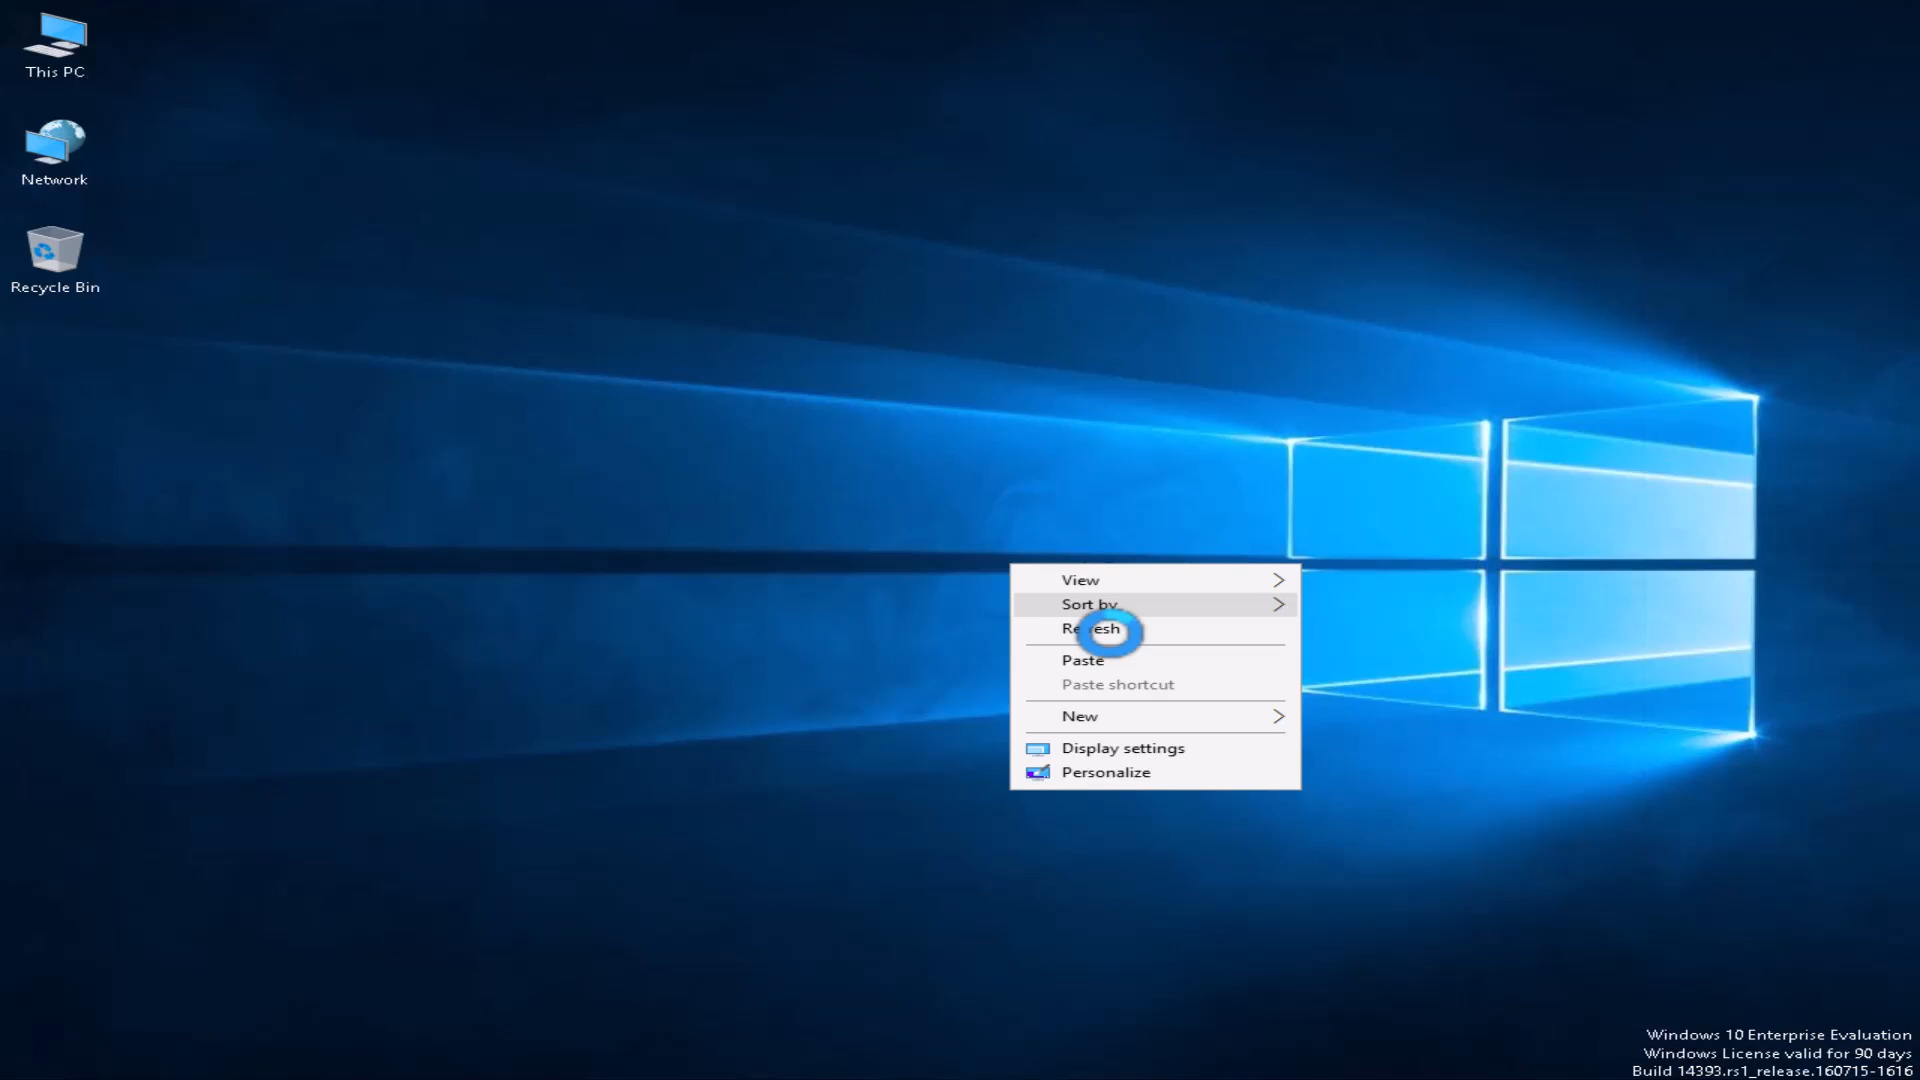 This PC
Network
Recycle Bin
View
Sort by
Refresh
Paste
Paste shortcut
New
Display settings
Personalize
Windows 10 Enterprise Evaluation
Windows License valid for 90 days
Build 14393.rs1_release.160715-1616